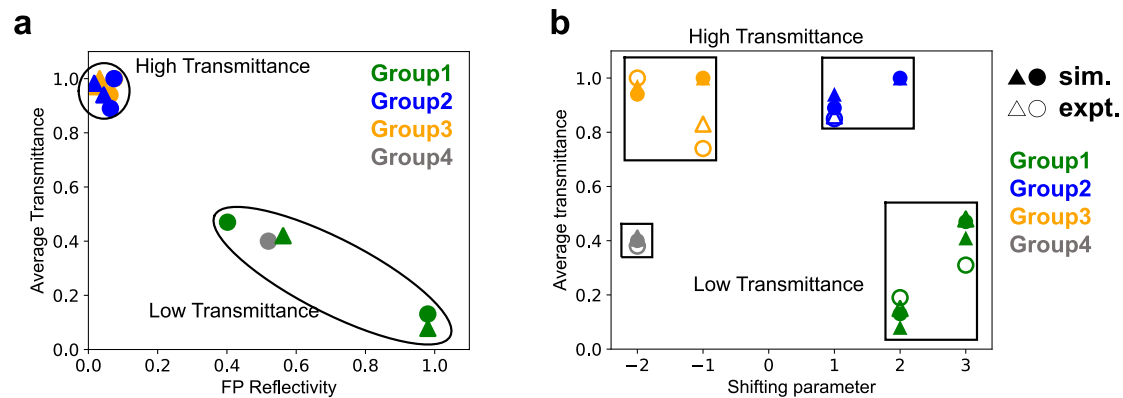 a
High Transmittance
Group1
Group2
Group3
Group4
Low Transmittance
Average Transmittance
1.0
0.8
0.6
0.4
0.2
0.0
0.0
0.2
0.4
0.6
0.8
1.0
FP Reflectivity
b
High Transmittance
Low Transmittance
Average transmittance
1.0
0.8
0.6
0.4
0.2
0.0
−2
−1
0
1
2
3
Shifting parameter
sim.
expt.
Group1
Group2
Group3
Group4